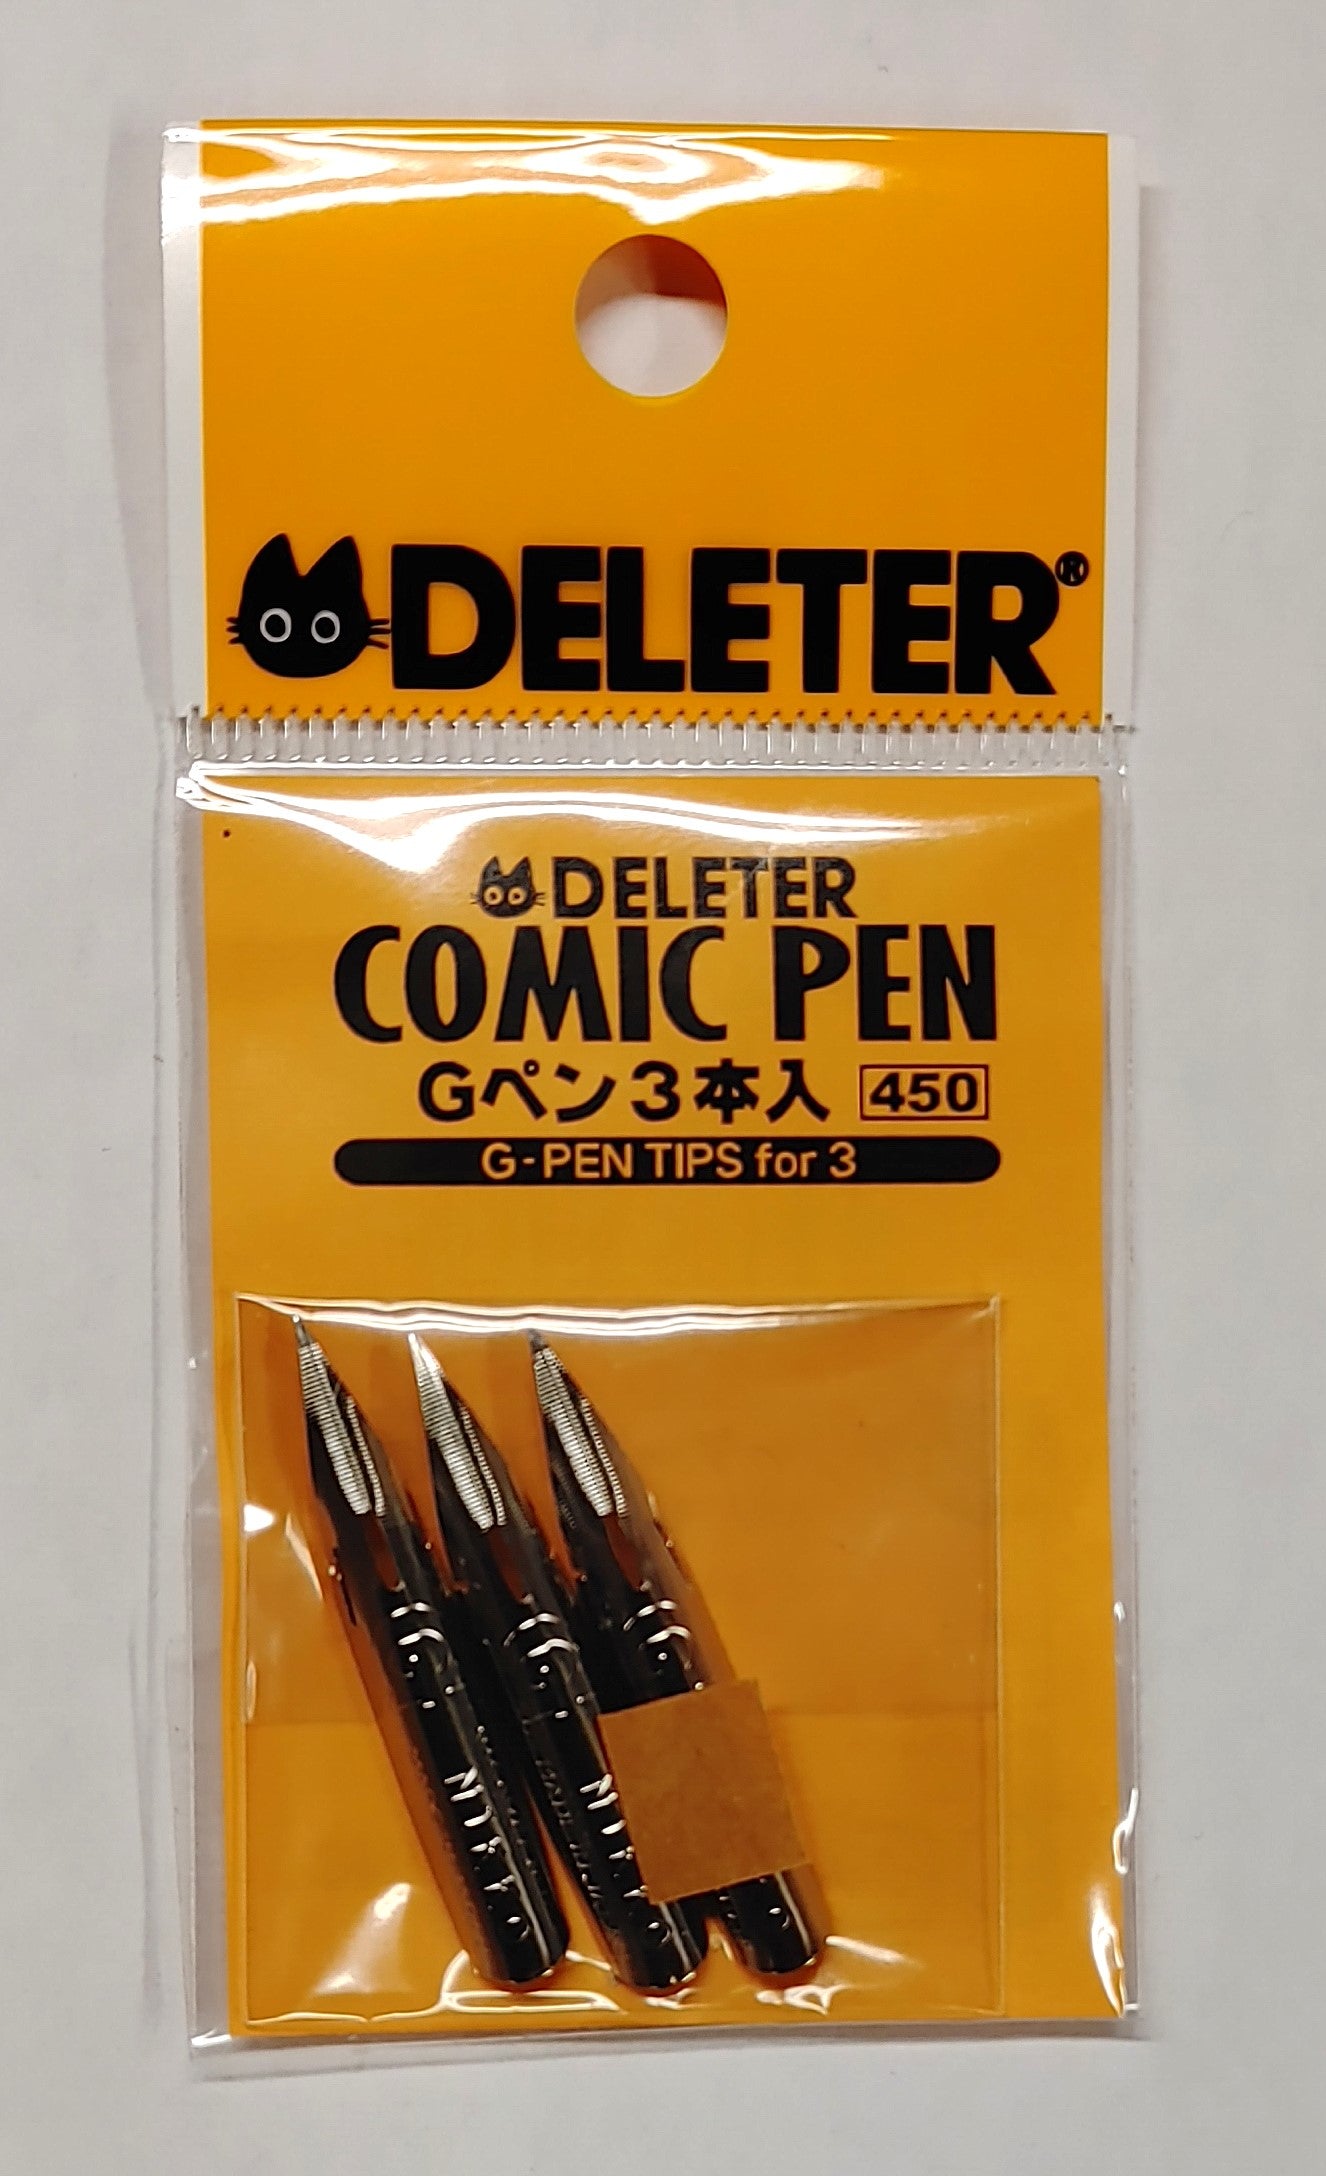 DELETER®
DELETER
COMIC PEN
Gペン3本入 450
G-PEN TIPS for 3